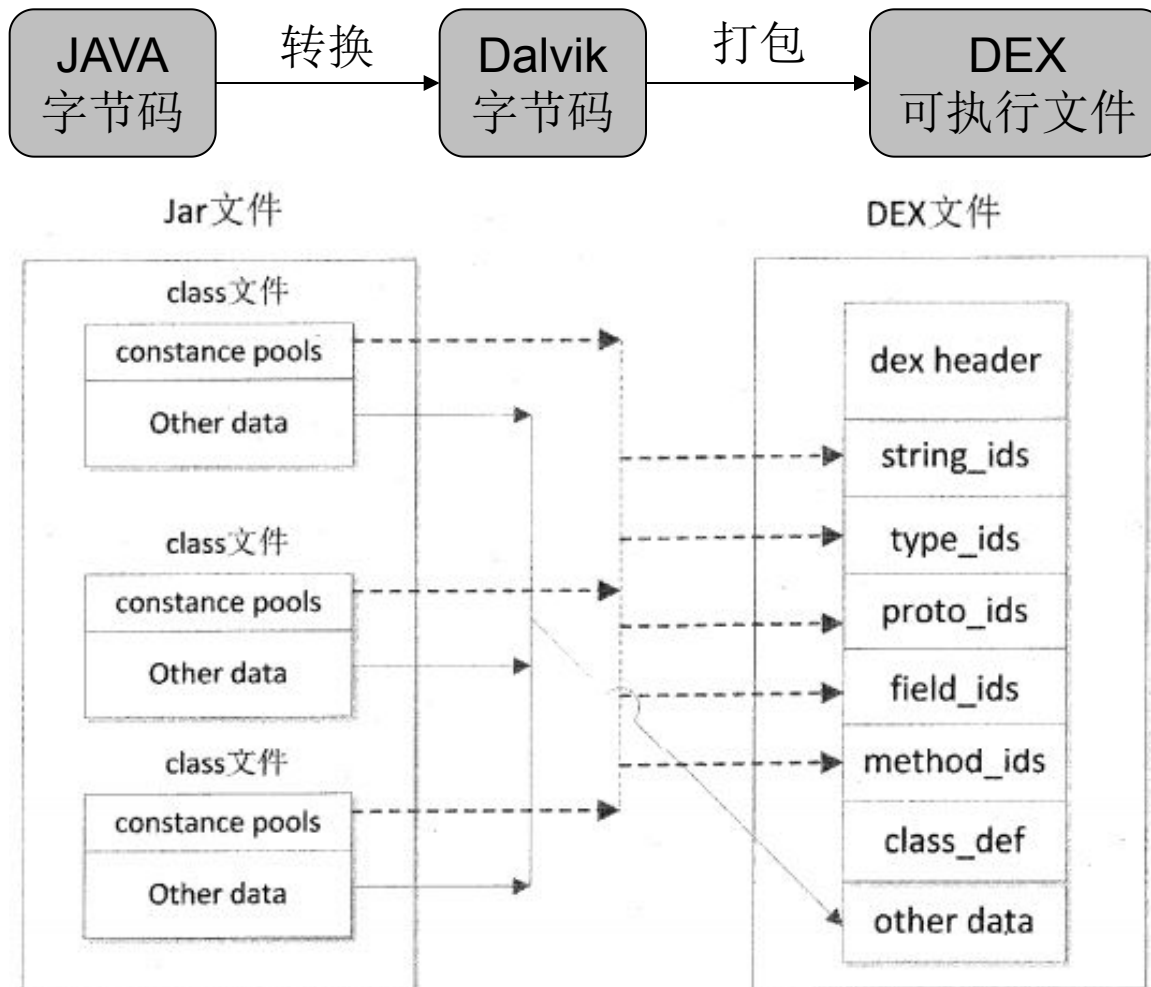 JAVA
字节码
转换
Dalvik
字节码
打包
DEX
可执行文件
Jar文件
class文件
constance pools
Other data
class文件
constance pools
Other data
class文件
constance pools
Other data
DEX文件
dex header
string_ids
type_ids
proto_ids
field_ids
method_ids
class_def
other data